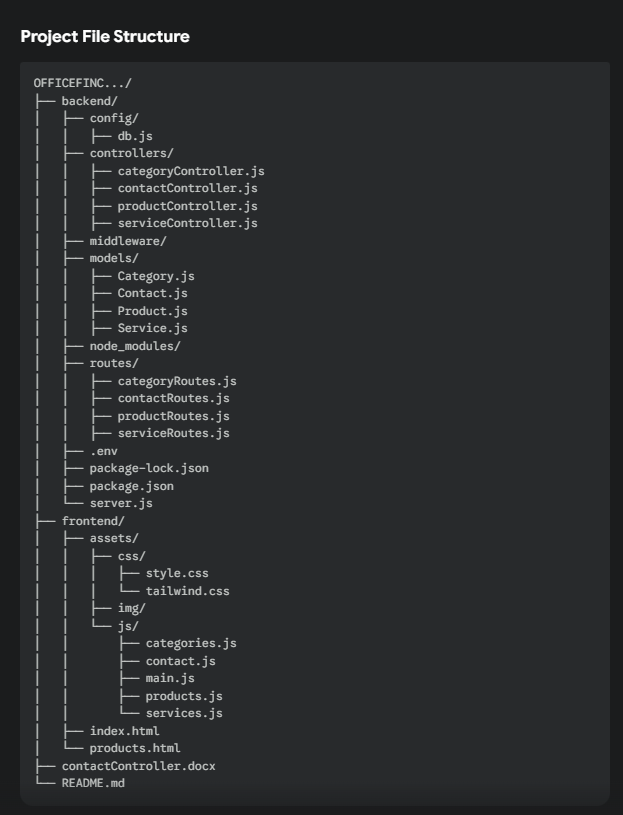 Project File Structure
OFFICEFINC.../
├── backend/
│   ├── config/
│   │   ├── db.js
│   ├── controllers/
│   │   ├── categoryController.js
│   │   ├── contactController.js
│   │   ├── productController.js
│   │   ├── serviceController.js
│   ├── middleware/
│   ├── models/
│   │   ├── Category.js
│   │   ├── Contact.js
│   │   ├── Product.js
│   │   ├── Service.js
│   ├── node_modules/
│   ├── routes/
│   │   ├── categoryRoutes.js
│   │   ├── contactRoutes.js
│   │   ├── productRoutes.js
│   │   ├── serviceRoutes.js
│   ├── .env
│   ├── package-lock.json
│   ├── package.json
│   └── server.js
├── frontend/
│   ├── assets/
│   │   ├── css/
│   │   │   ├── style.css
│   │   │   └── tailwind.css
│   │   ├── img/
│   │   └── js/
│   │       ├── categories.js
│   │       ├── contact.js
│   │       ├── main.js
│   │       ├── products.js
│   │       └── services.js
│   ├── index.html
│   └── products.html
├── contactController.docx
└── README.md